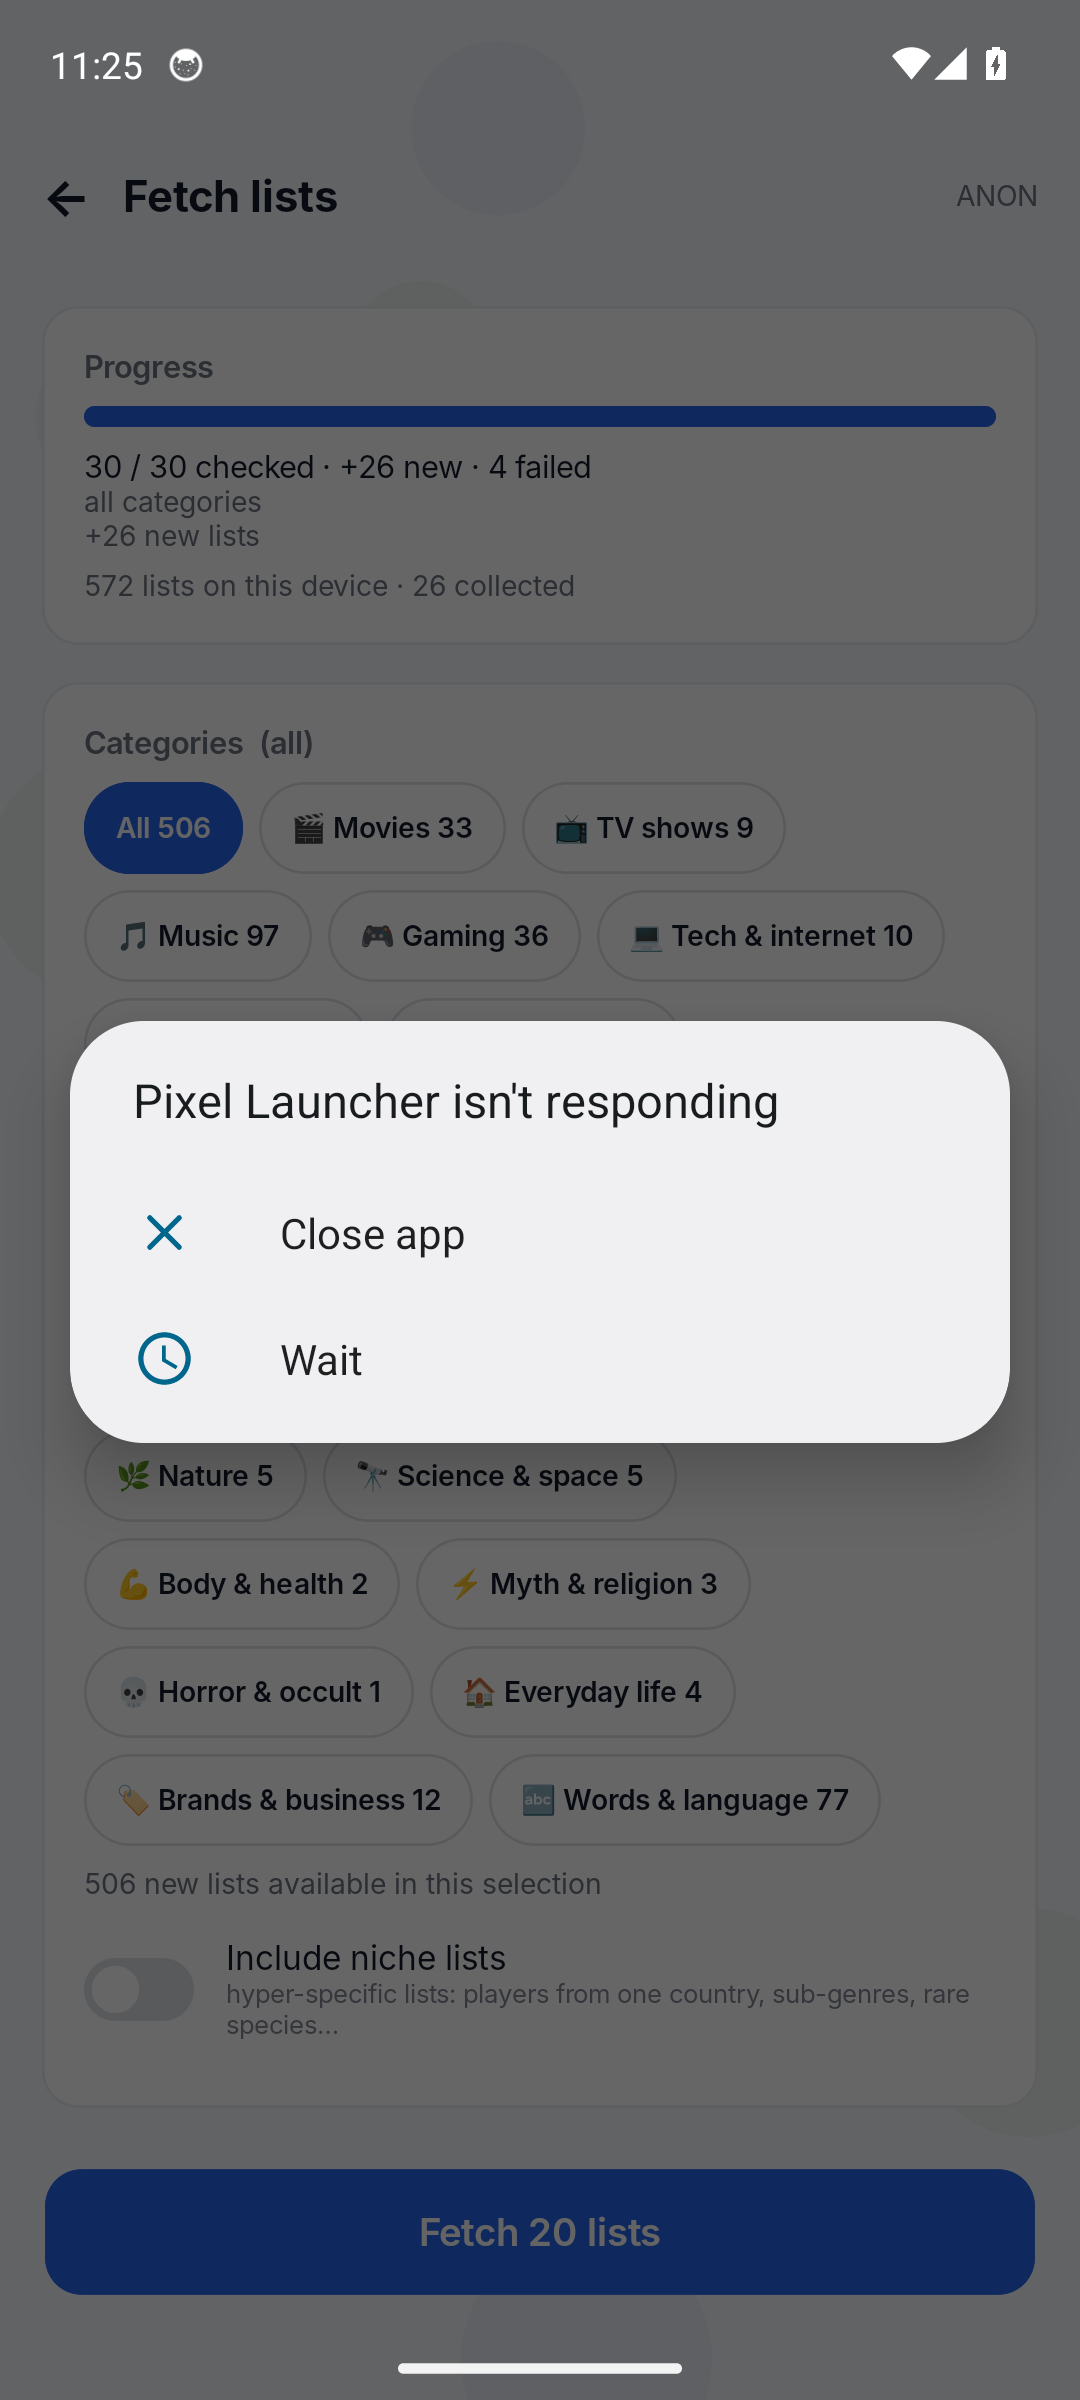 11:25
Fetch lists
ANON
Progress
30 / 30 checked · +26 new · 4 failed
all categories
+26 new lists
572 lists on this device · 26 collected
Categories (all)
All 506
🎬 Movies 33
📺 TV shows 9
🎵 Music 97
🎮 Gaming 36
💻 Tech & internet 10
Pixel Launcher isn't responding
Close app
Wait
🌿 Nature 5
🔭 Science & space 5
💪 Body & health 2
⚡ Myth & religion 3
💀 Horror & occult 1
🏠 Everyday life 4
🏷️ Brands & business 12
🔤 Words & language 77
506 new lists available in this selection
Include niche lists
hyper-specific lists: players from one country, sub-genres, rare
species...
Fetch 20 lists